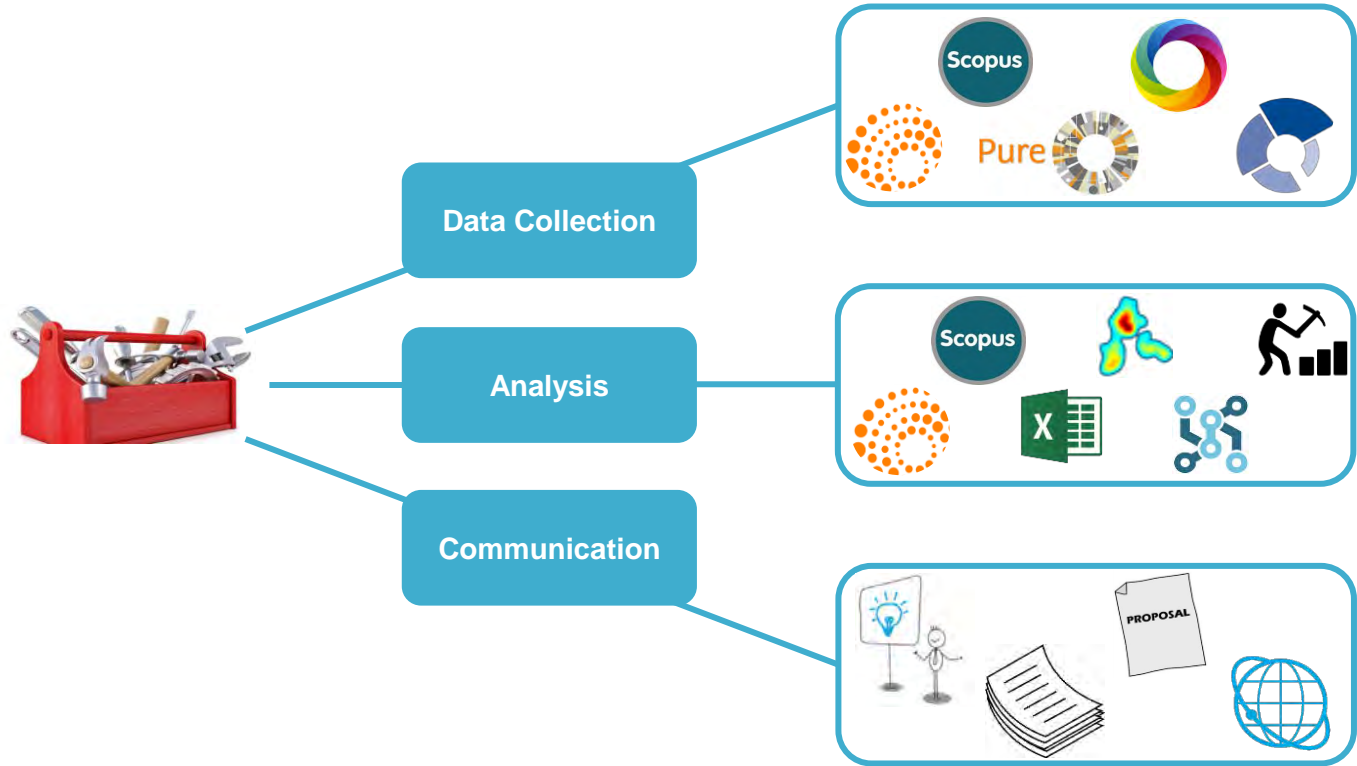 Scopus
Pure
Data Collection
Scopus
Analysis
X
Communication
PROPOSAL